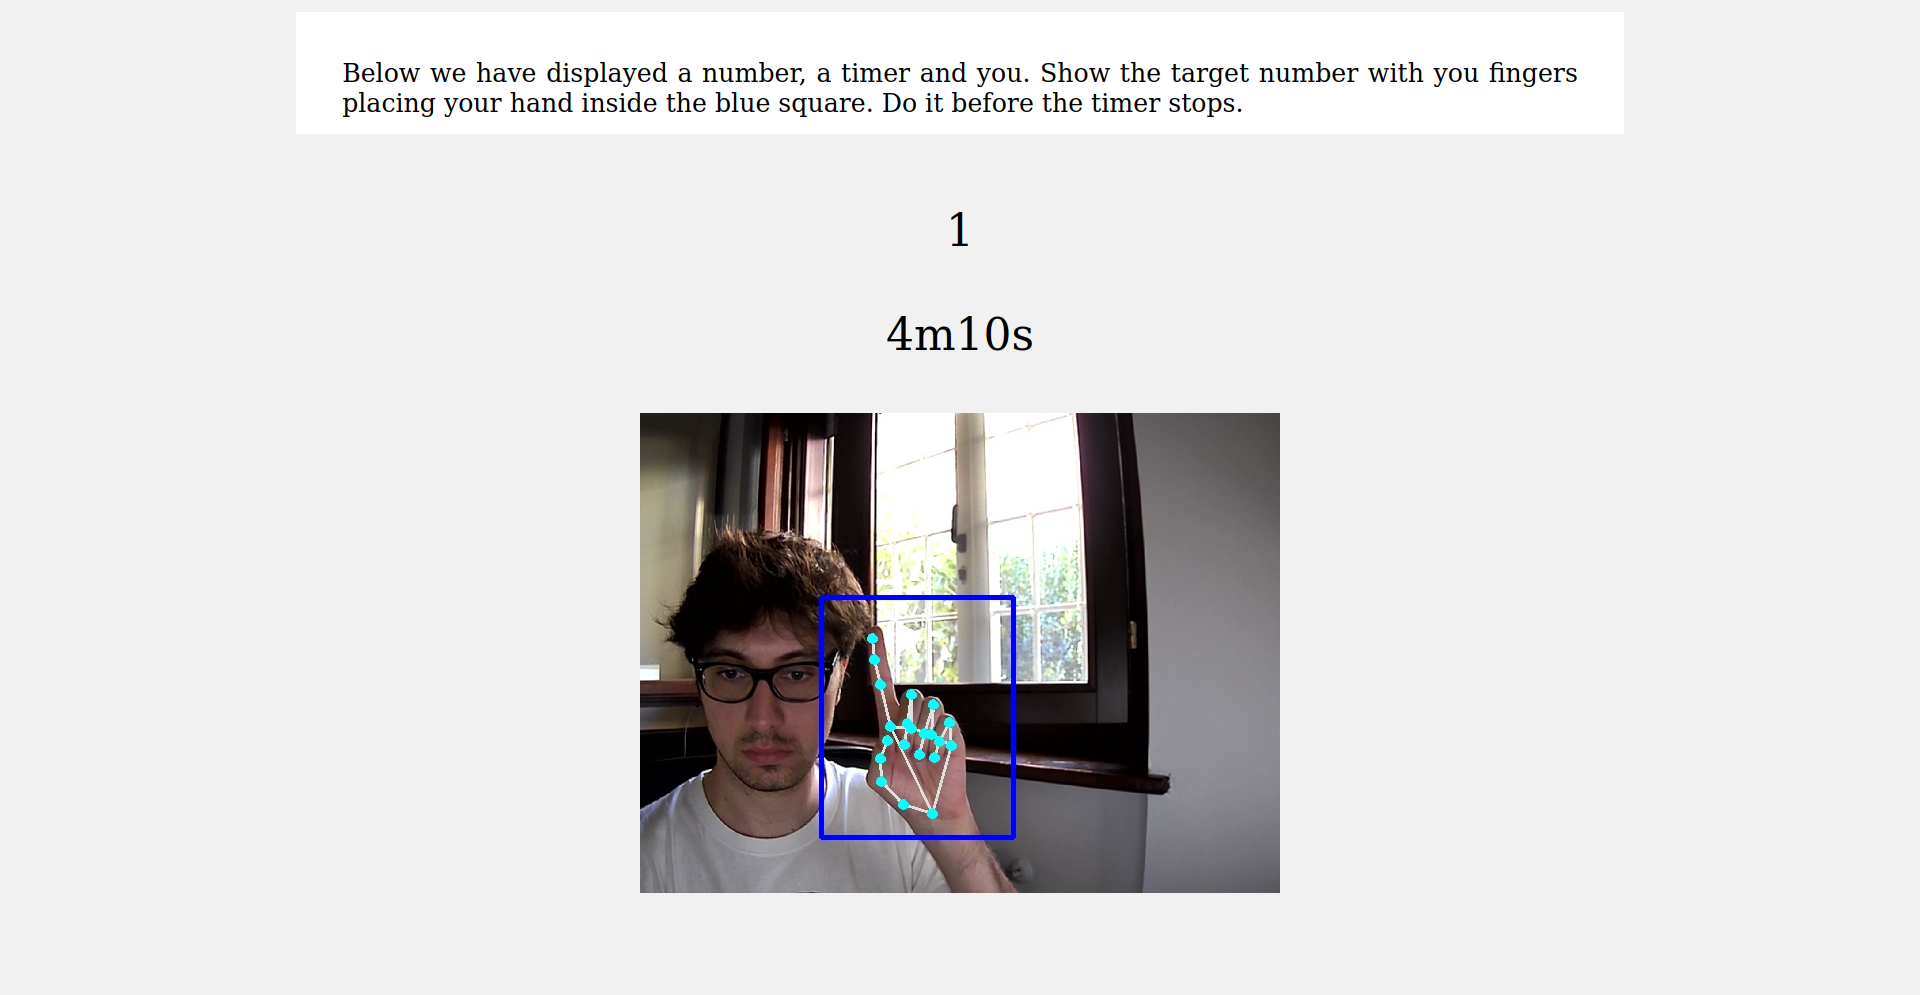 Below we have displayed a number, a timer and you. Show the target number with you fingers
placing your hand inside the blue square. Do it before the timer stops.
1
4m10s